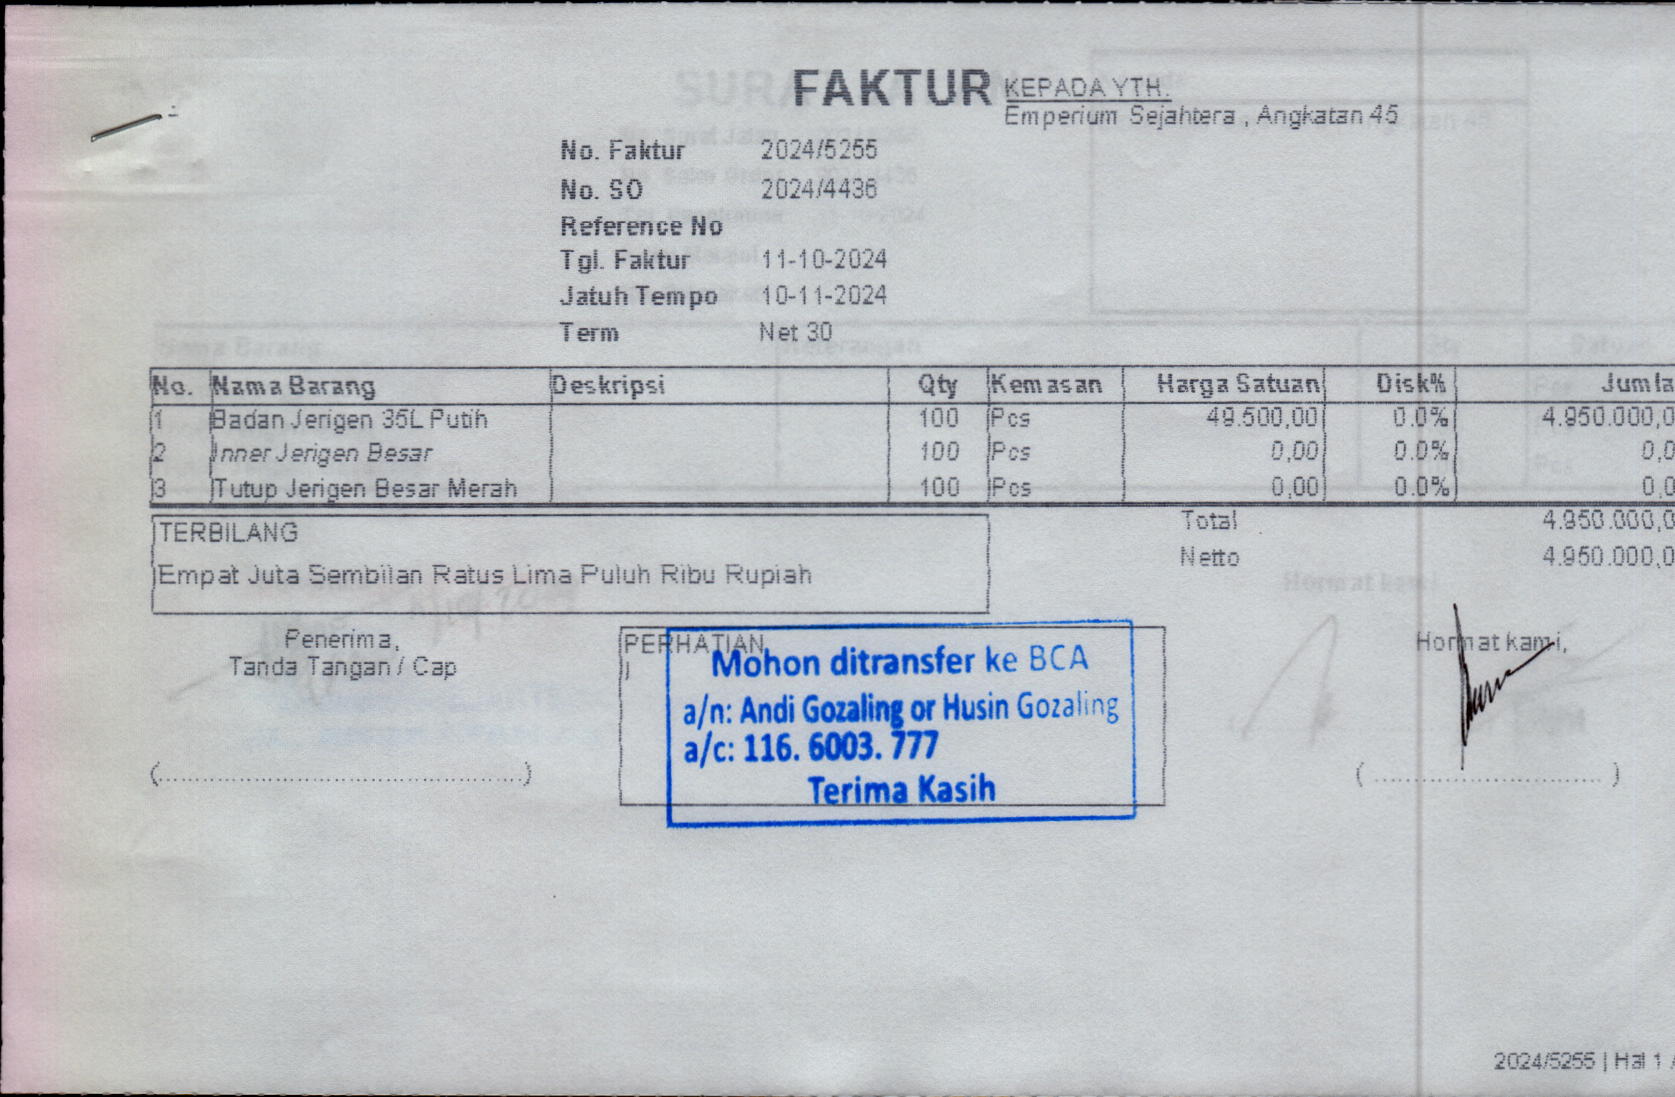 FAKTUR
KEPADA YTH.
Emperium Sejahtera , Angkatan 45
No. Faktur 2024/5255
No. SO 2024/4436
Reference No
Tgl. Faktur 11-10-2024
Jatuh Tempo 10-11-2024
Term Net 30
No. Nama Barang Deskripsi Qty Kemasan Harga Satuan Disk% Jumla
1 Badan Jerigen 35L Putih 100 Pcs 49.500,00 0.0% 4.950.000,0
2 Inner Jerigen Besar 100 Pcs 0,00 0.0% 0,0
3 Tutup Jerigen Besar Merah 100 Pcs 0,00 0.0% 0,0
Total 4.950.000,0
Netto 4.950.000,0
TERBILANG
Empat Juta Sembilan Ratus Lima Puluh Ribu Rupiah
Penerima,
Tanda Tangan / Cap
(........................................)
PERHATIAN
Mohon ditransfer ke BCA
a/n: Andi Gozaling or Husin Gozaling
a/c: 116. 6003. 777
Terima Kasih
Hormat kami,
(............................)
2024/5255 | Hal 1 /